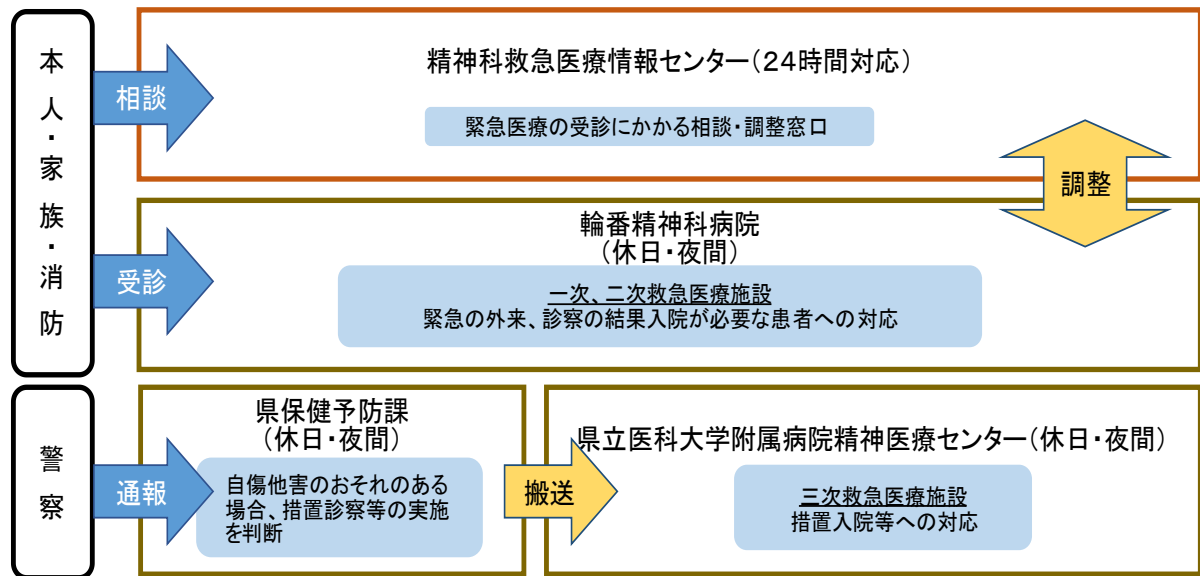 本人・家族・消防
相談
精神科救急医療情報センター(24時間対応)
緊急医療の受診にかかる相談・調整窓口
調整
受診
輪番精神科病院
(休日・夜間)
一次、二次救急医療施設
緊急の外来、診察の結果入院が必要な患者への対応
警察
通報
県保健予防課
(休日・夜間)
自傷他害のおそれのある
場合、措置診察等の実施
を判断
搬送
県立医科大学附属病院精神医療センター(休日・夜間)
三次救急医療施設
措置入院等への対応